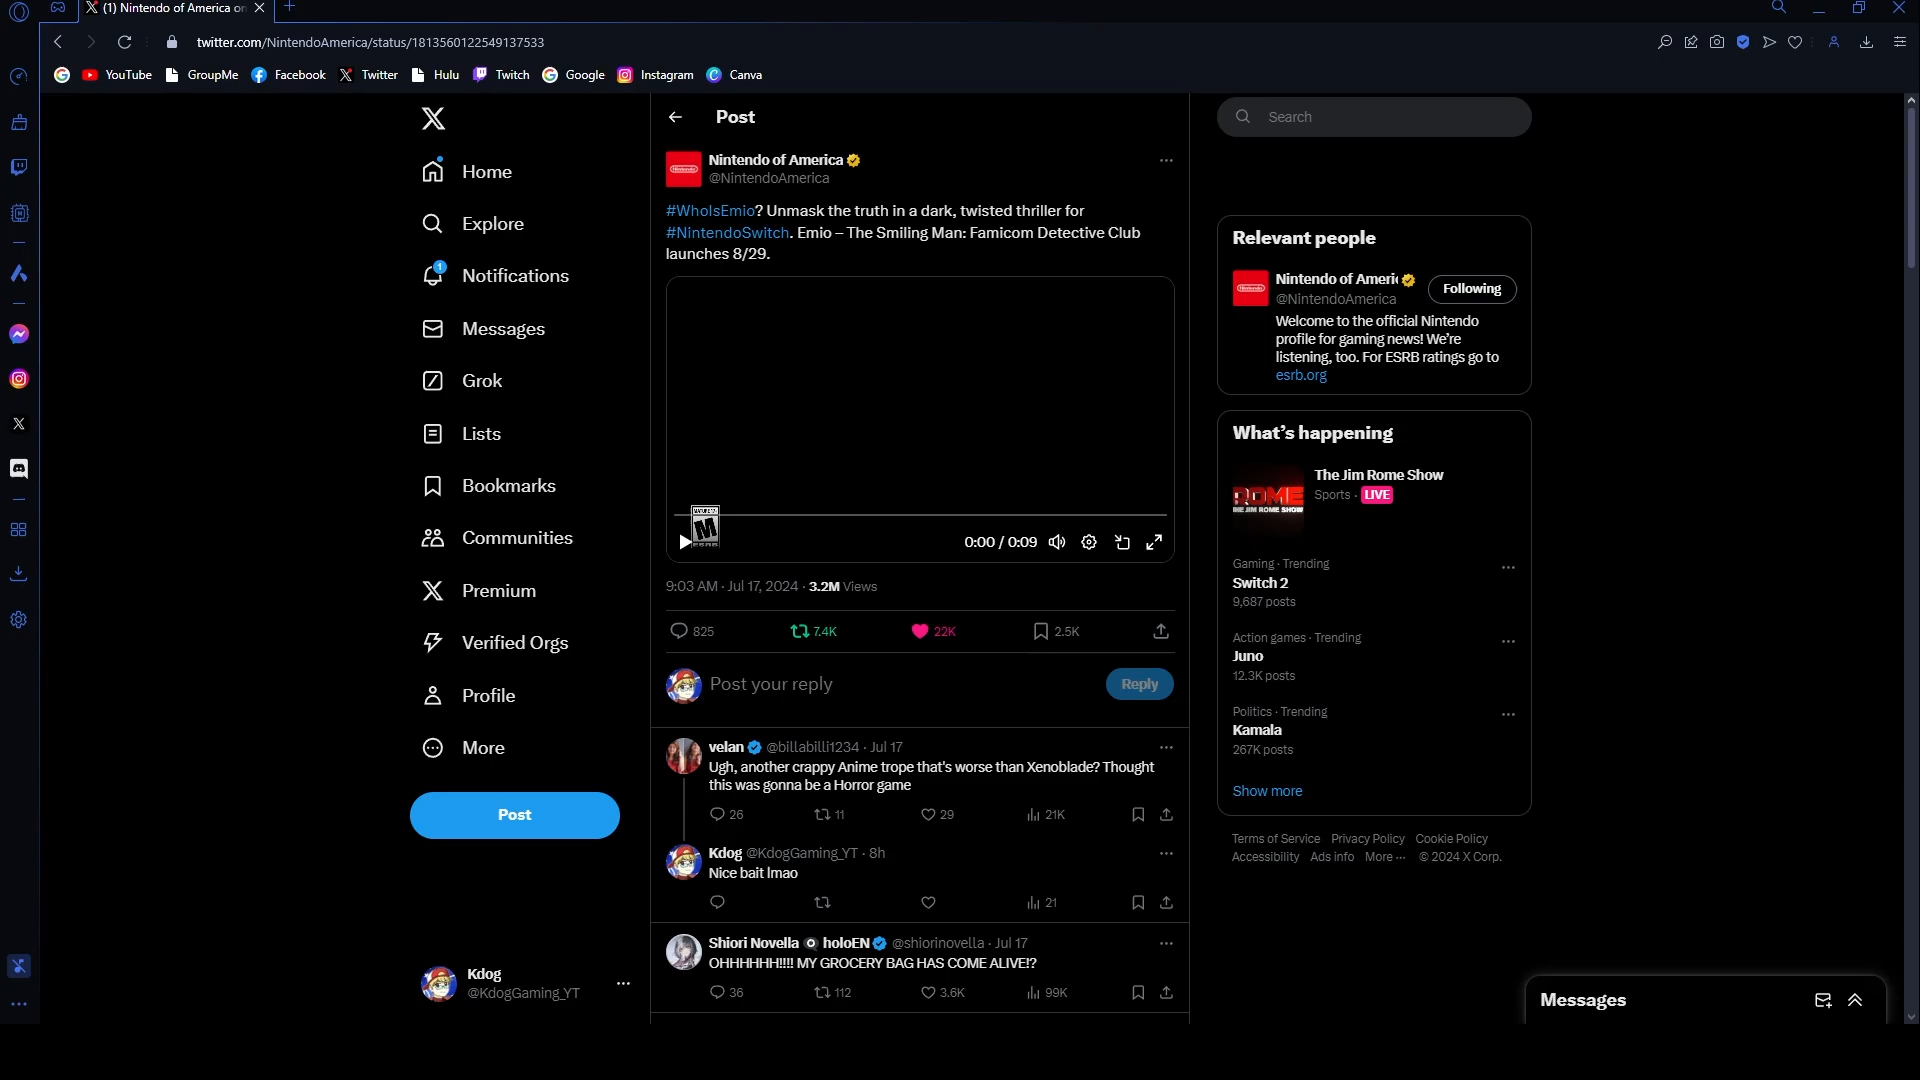 (1) Nintendo of America on
twitter.com/NintendoAmerica/status/1813560122549137533
YouTube GroupMe Facebook Twitter Hulu Twitch Google Instagram Canva
Home
Explore
1
Notifications
Messages
Grok
Lists
Bookmarks
Communities
Premium
Verified Orgs
Profile
More
Post
Kdog
@KdogGaming_YT
Post
Nintendo of America
@NintendoAmerica
#WhoIsEmio? Unmask the truth in a dark, twisted thriller for
#NintendoSwitch. Emio – The Smiling Man: Famicom Detective Club
launches 8/29.
M
ESRB
0:00 / 0:09
9:03 AM · Jul 17, 2024 · 3.2M Views
825 7.4K 22K 2.5K
Post your reply
Reply
velan @billabilli1234 · Jul 17
Ugh, another crappy Anime trope that's worse than Xenoblade? Thought
this was gonna be a Horror game
26 11 29 21K
Kdog @KdogGaming_YT · 8h
Nice bait lmao
21
Shiori Novella holoEN @shiorinovella · Jul 17
OHHHHHH!!!! MY GROCERY BAG HAS COME ALIVE!?
36 112 3.6K 99K
Search
Relevant people
Nintendo of Americ
@NintendoAmerica
Following
Welcome to the official Nintendo
profile for gaming news! We're
listening, too. For ESRB ratings go to
esrb.org
What's happening
ROME
THE JIM ROME SHOW
The Jim Rome Show
Sports · LIVE
Gaming · Trending
Switch 2
9,687 posts
Action games · Trending
Juno
12.3K posts
Politics · Trending
Kamala
267K posts
Show more
Terms of Service Privacy Policy Cookie Policy
Accessibility Ads info More ··· © 2024 X Corp.
Messages